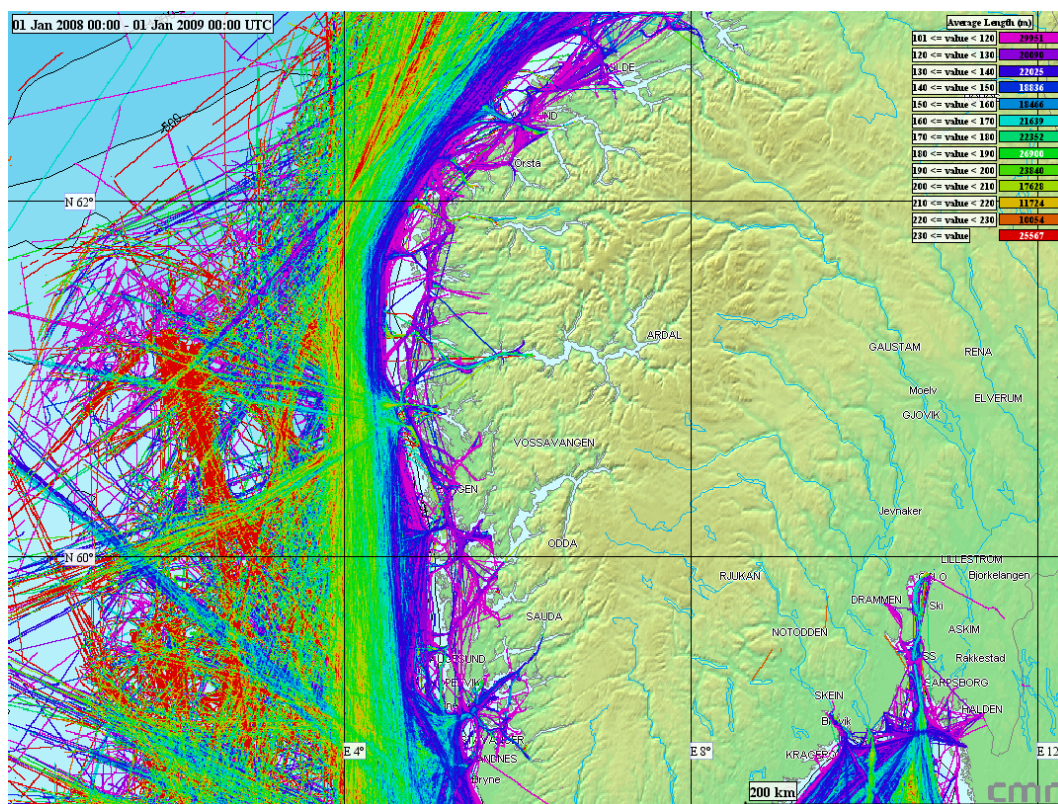 01 Jan 2008 00:00 - 01 Jan 2009 00:00 UTC
Average Length (m)
101 <= value < 120 29951
120 <= value < 130 20090
130 <= value < 140 22025
140 <= value < 150 18836
150 <= value < 160 18466
160 <= value < 170 21639
170 <= value < 180 22352
180 <= value < 190 26900
190 <= value < 200 23840
200 <= value < 210 17628
210 <= value < 220 11724
220 <= value < 230 10054
230 <= value 25567
-500
Orsta
N 62°
ARDAL
GAUSTAM
RENA
Moelv
ELVERUM
GJOVIK
VOSSAVANGEN
GEN
Jevnaker
ODDA
N 60°
LILLESTROM
RJUKAN
Bjorkelangen
DRAMMEN
Ski
SAUDA
NOTODDEN
ASKIM
Rakkestad
SARPSBORG
SKEIN
HALDEN
E 4°
E 8°
E 12
KRAGERO
Bryne
200 km
cmr